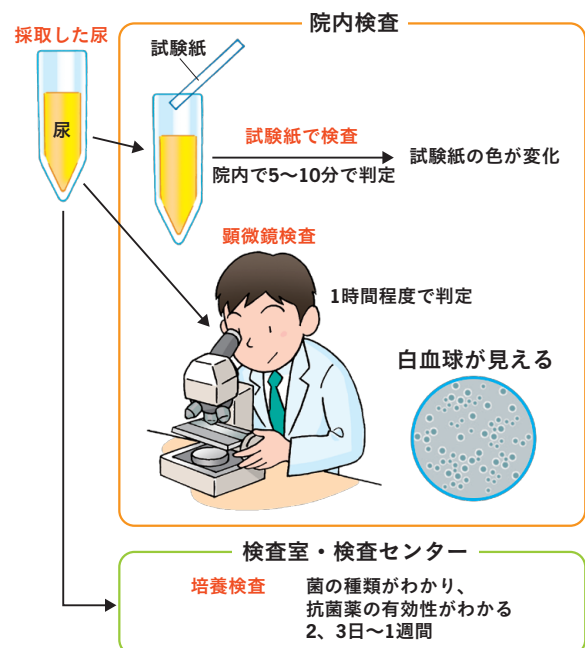 採取した尿
院内検査
試験紙
尿
試験紙で検査
院内で5〜10分で判定
試験紙の色が変化
顕微鏡検査
1時間程度で判定
白血球が見える
検査室・検査センター
培養検査
菌の種類がわかり、
抗菌薬の有効性がわかる
2、3日〜1週間